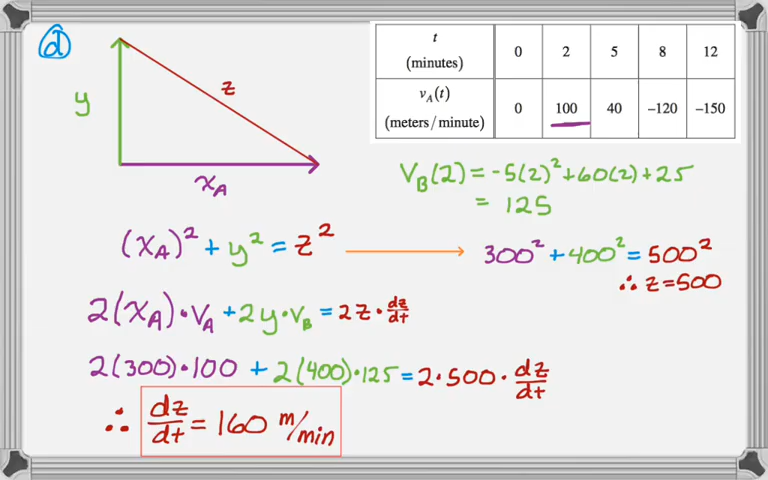 d
z
y
x_A
t (minutes) 0 2 5 8 12
v_A(t) (meters/minute) 0 100 40 −120 −150
V_B(2) = -5(2)² + 60(2) + 25
= 125
(x_A)² + y² = z²
300² + 400² = 500²
∴ z = 500
2(x_A)·V_A + 2y·V_B = 2z·dz/dt
2(300)·100 + 2(400)·125 = 2·500·dz/dt
∴ dz/dt = 160 m/min